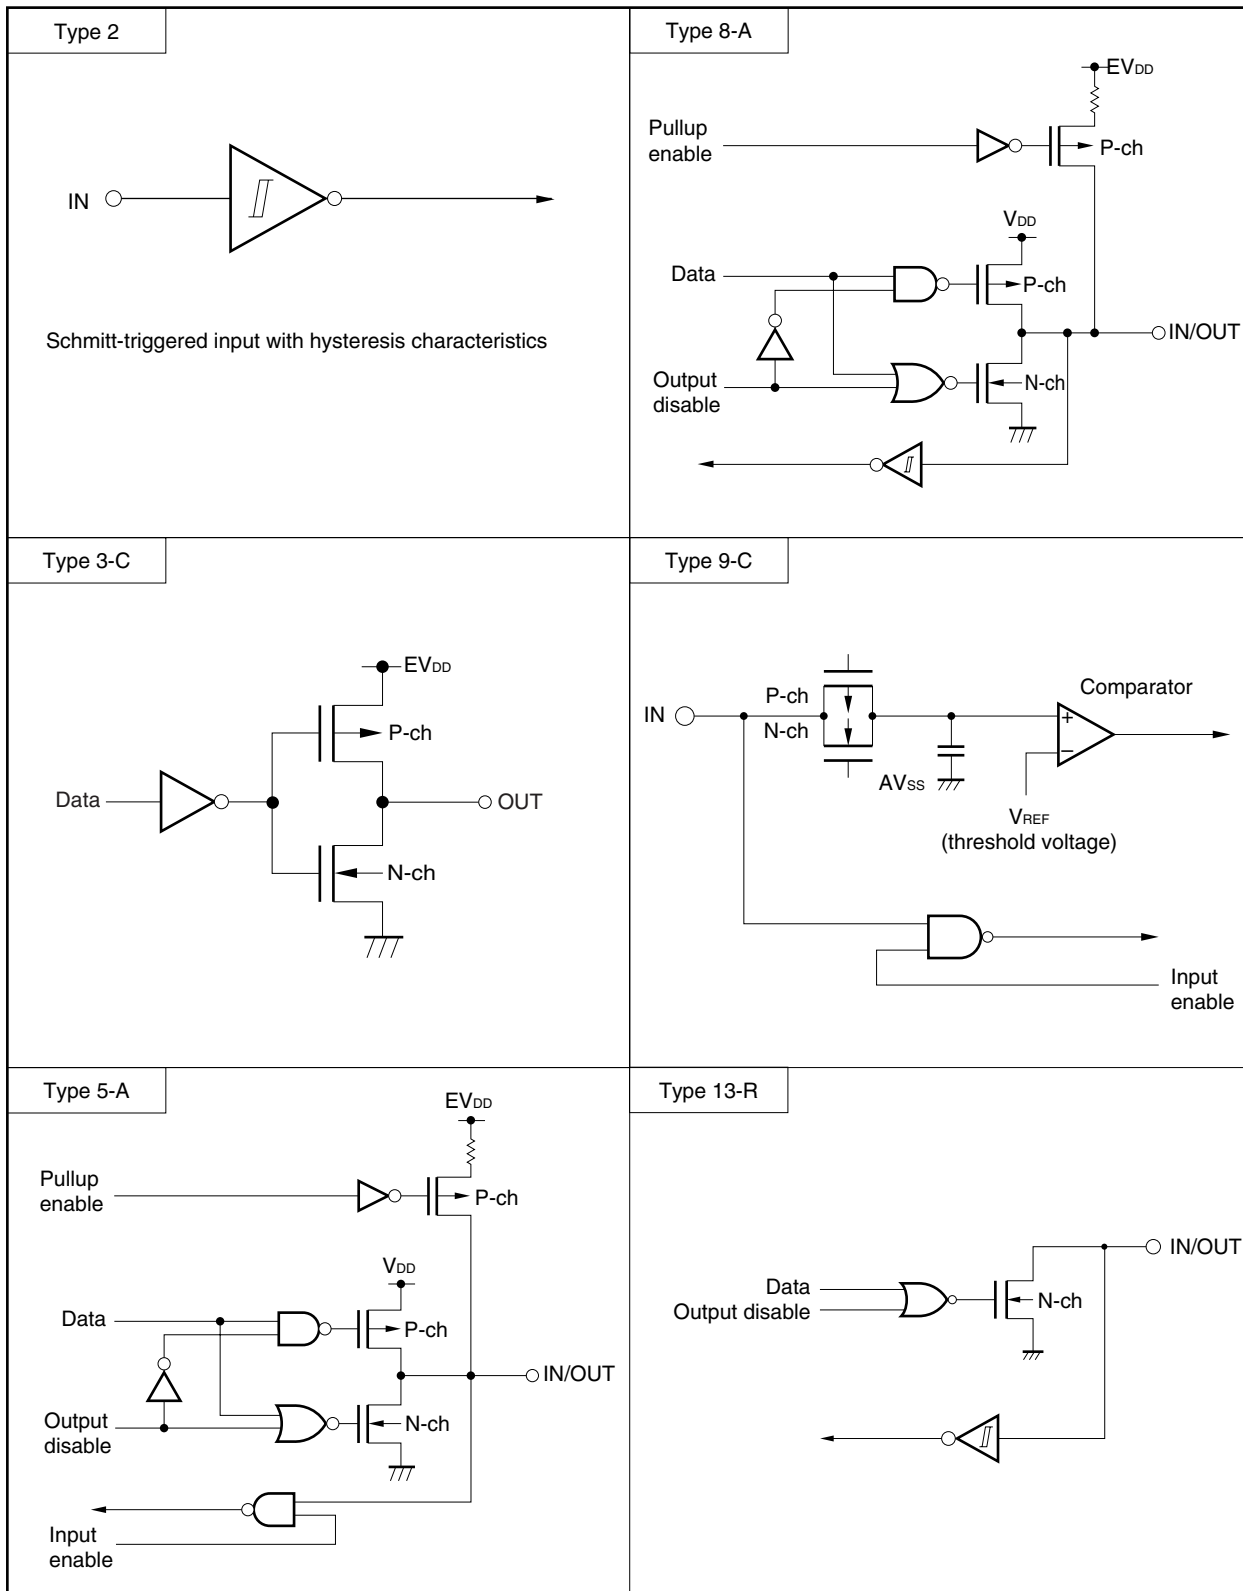 Type 2
IN
Schmitt-triggered input with hysteresis characteristics
Type 8-A
EVDD
Pullup
enable
P-ch
VDD
Data
P-ch
IN/OUT
Output
disable
N-ch
Type 3-C
EVDD
P-ch
Data
OUT
N-ch
Type 9-C
P-ch
Comparator
IN
N-ch
+
−
AVSS
VREF
(threshold voltage)
Input
enable
Type 5-A
EVDD
Pullup
enable
P-ch
VDD
Data
P-ch
IN/OUT
Output
disable
N-ch
Input
enable
Type 13-R
IN/OUT
Data
Output disable
N-ch